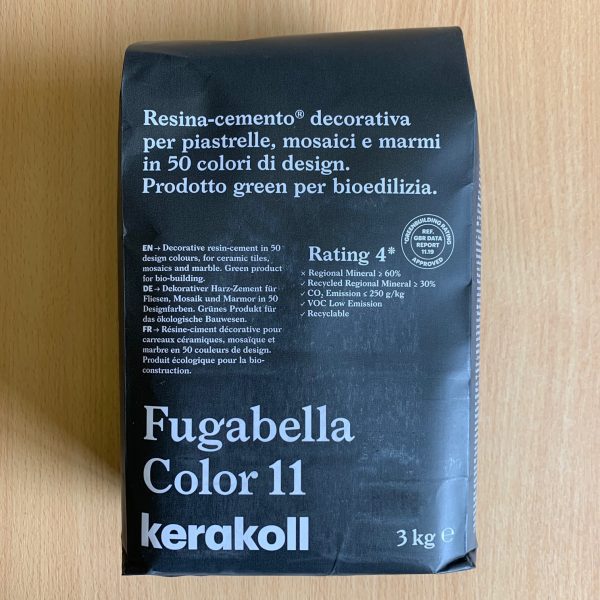 Resina-cemento® decorativa
per piastrelle, mosaici e marmi
in 50 colori di design.
Prodotto green per bioedilizia.
EN → Decorative resin-cement in 50
design colours, for ceramic tiles,
mosaics and marble. Green product
for bio-building.
DE → Dekorativer Harz-Zement für
Fliesen, Mosaik und Marmor in 50
Designfarben. Grünes Produkt für
das ökologische Bauwesen.
FR → Résine-ciment décorative pour
carreaux céramiques, mosaïque et
marbre en 50 couleurs de design.
Produit écologique pour la bio-
construction.
Rating 4*
× Regional Mineral ≥ 60%
✓ Recycled Regional Mineral ≥ 30%
✓ CO₂ Emission ≤ 250 g/kg
✓ VOC Low Emission
✓ Recyclable
*GREENBUILDING RATING
REF.
GBR DATA
REPORT
11.19
APPROVED
Fugabella
Color 11
kerakoll
3 kg ℮